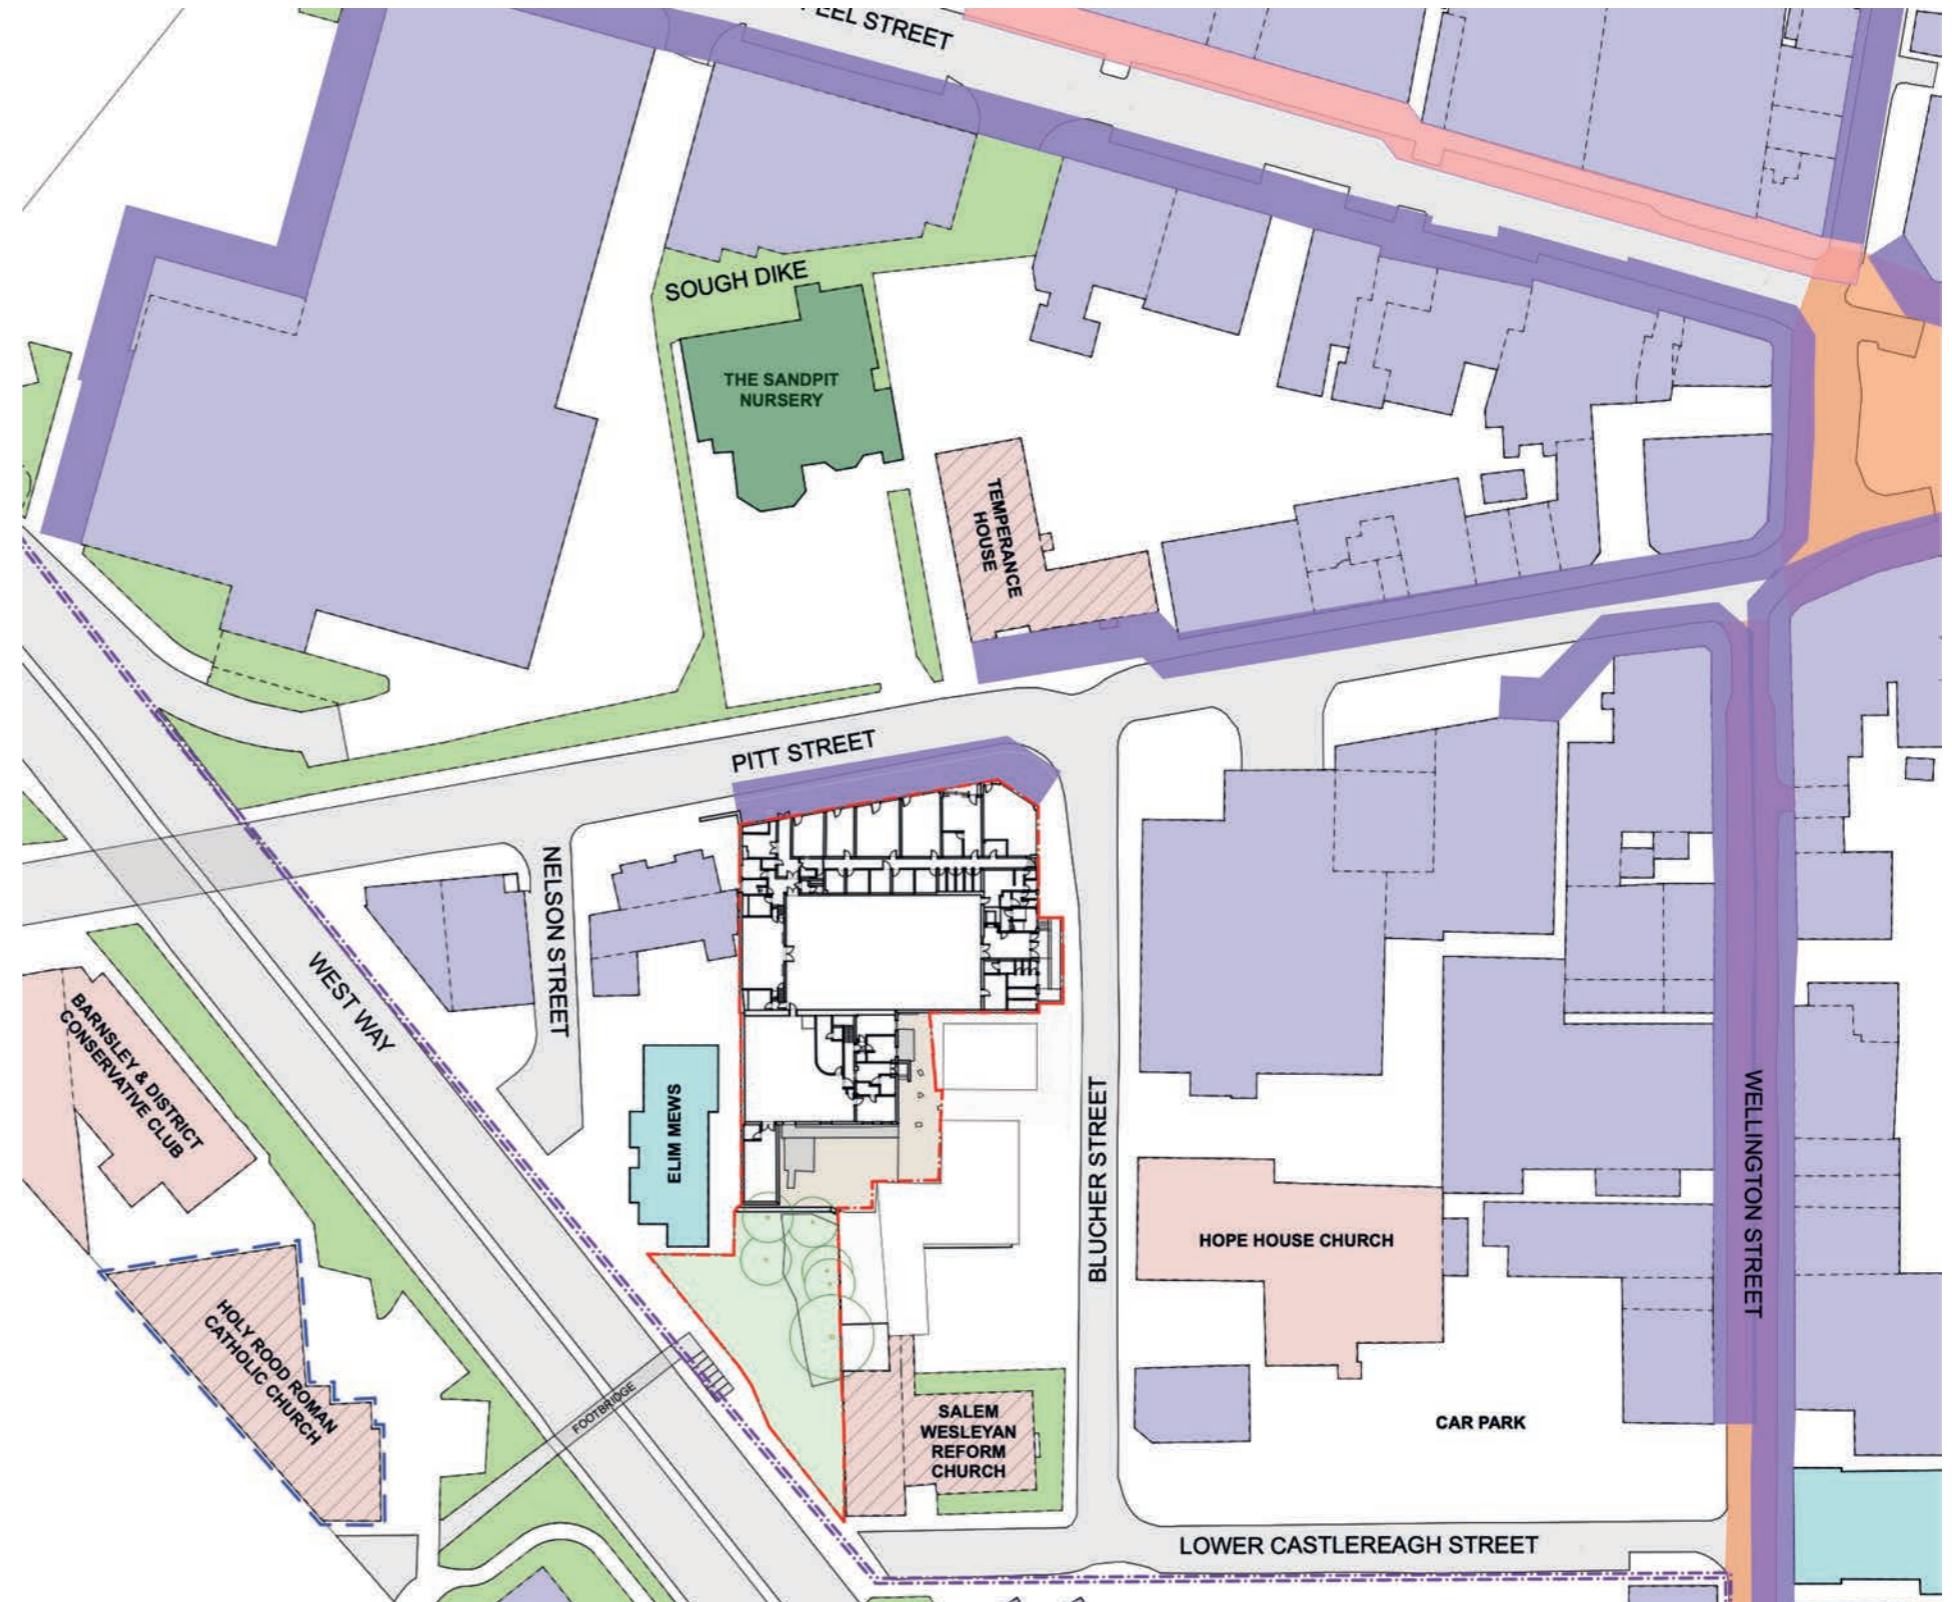 EEL STREET
SOUGH DIKE
THE SANDPIT
NURSERY
TEMPERANCE
HOUSE
PITT STREET
NELSON STREET
WEST WAY
BARNSLEY & DISTRICT
CONSERVATIVE CLUB
ELIM MEWS
BLUCHER STREET
WELLINGTON STREET
HOPE HOUSE CHURCH
HOLY ROOD ROMAN
CATHOLIC CHURCH
FOOTBRIDGE
SALEM
WESLEYAN
REFORM
CHURCH
CAR PARK
LOWER CASTLEREAGH STREET